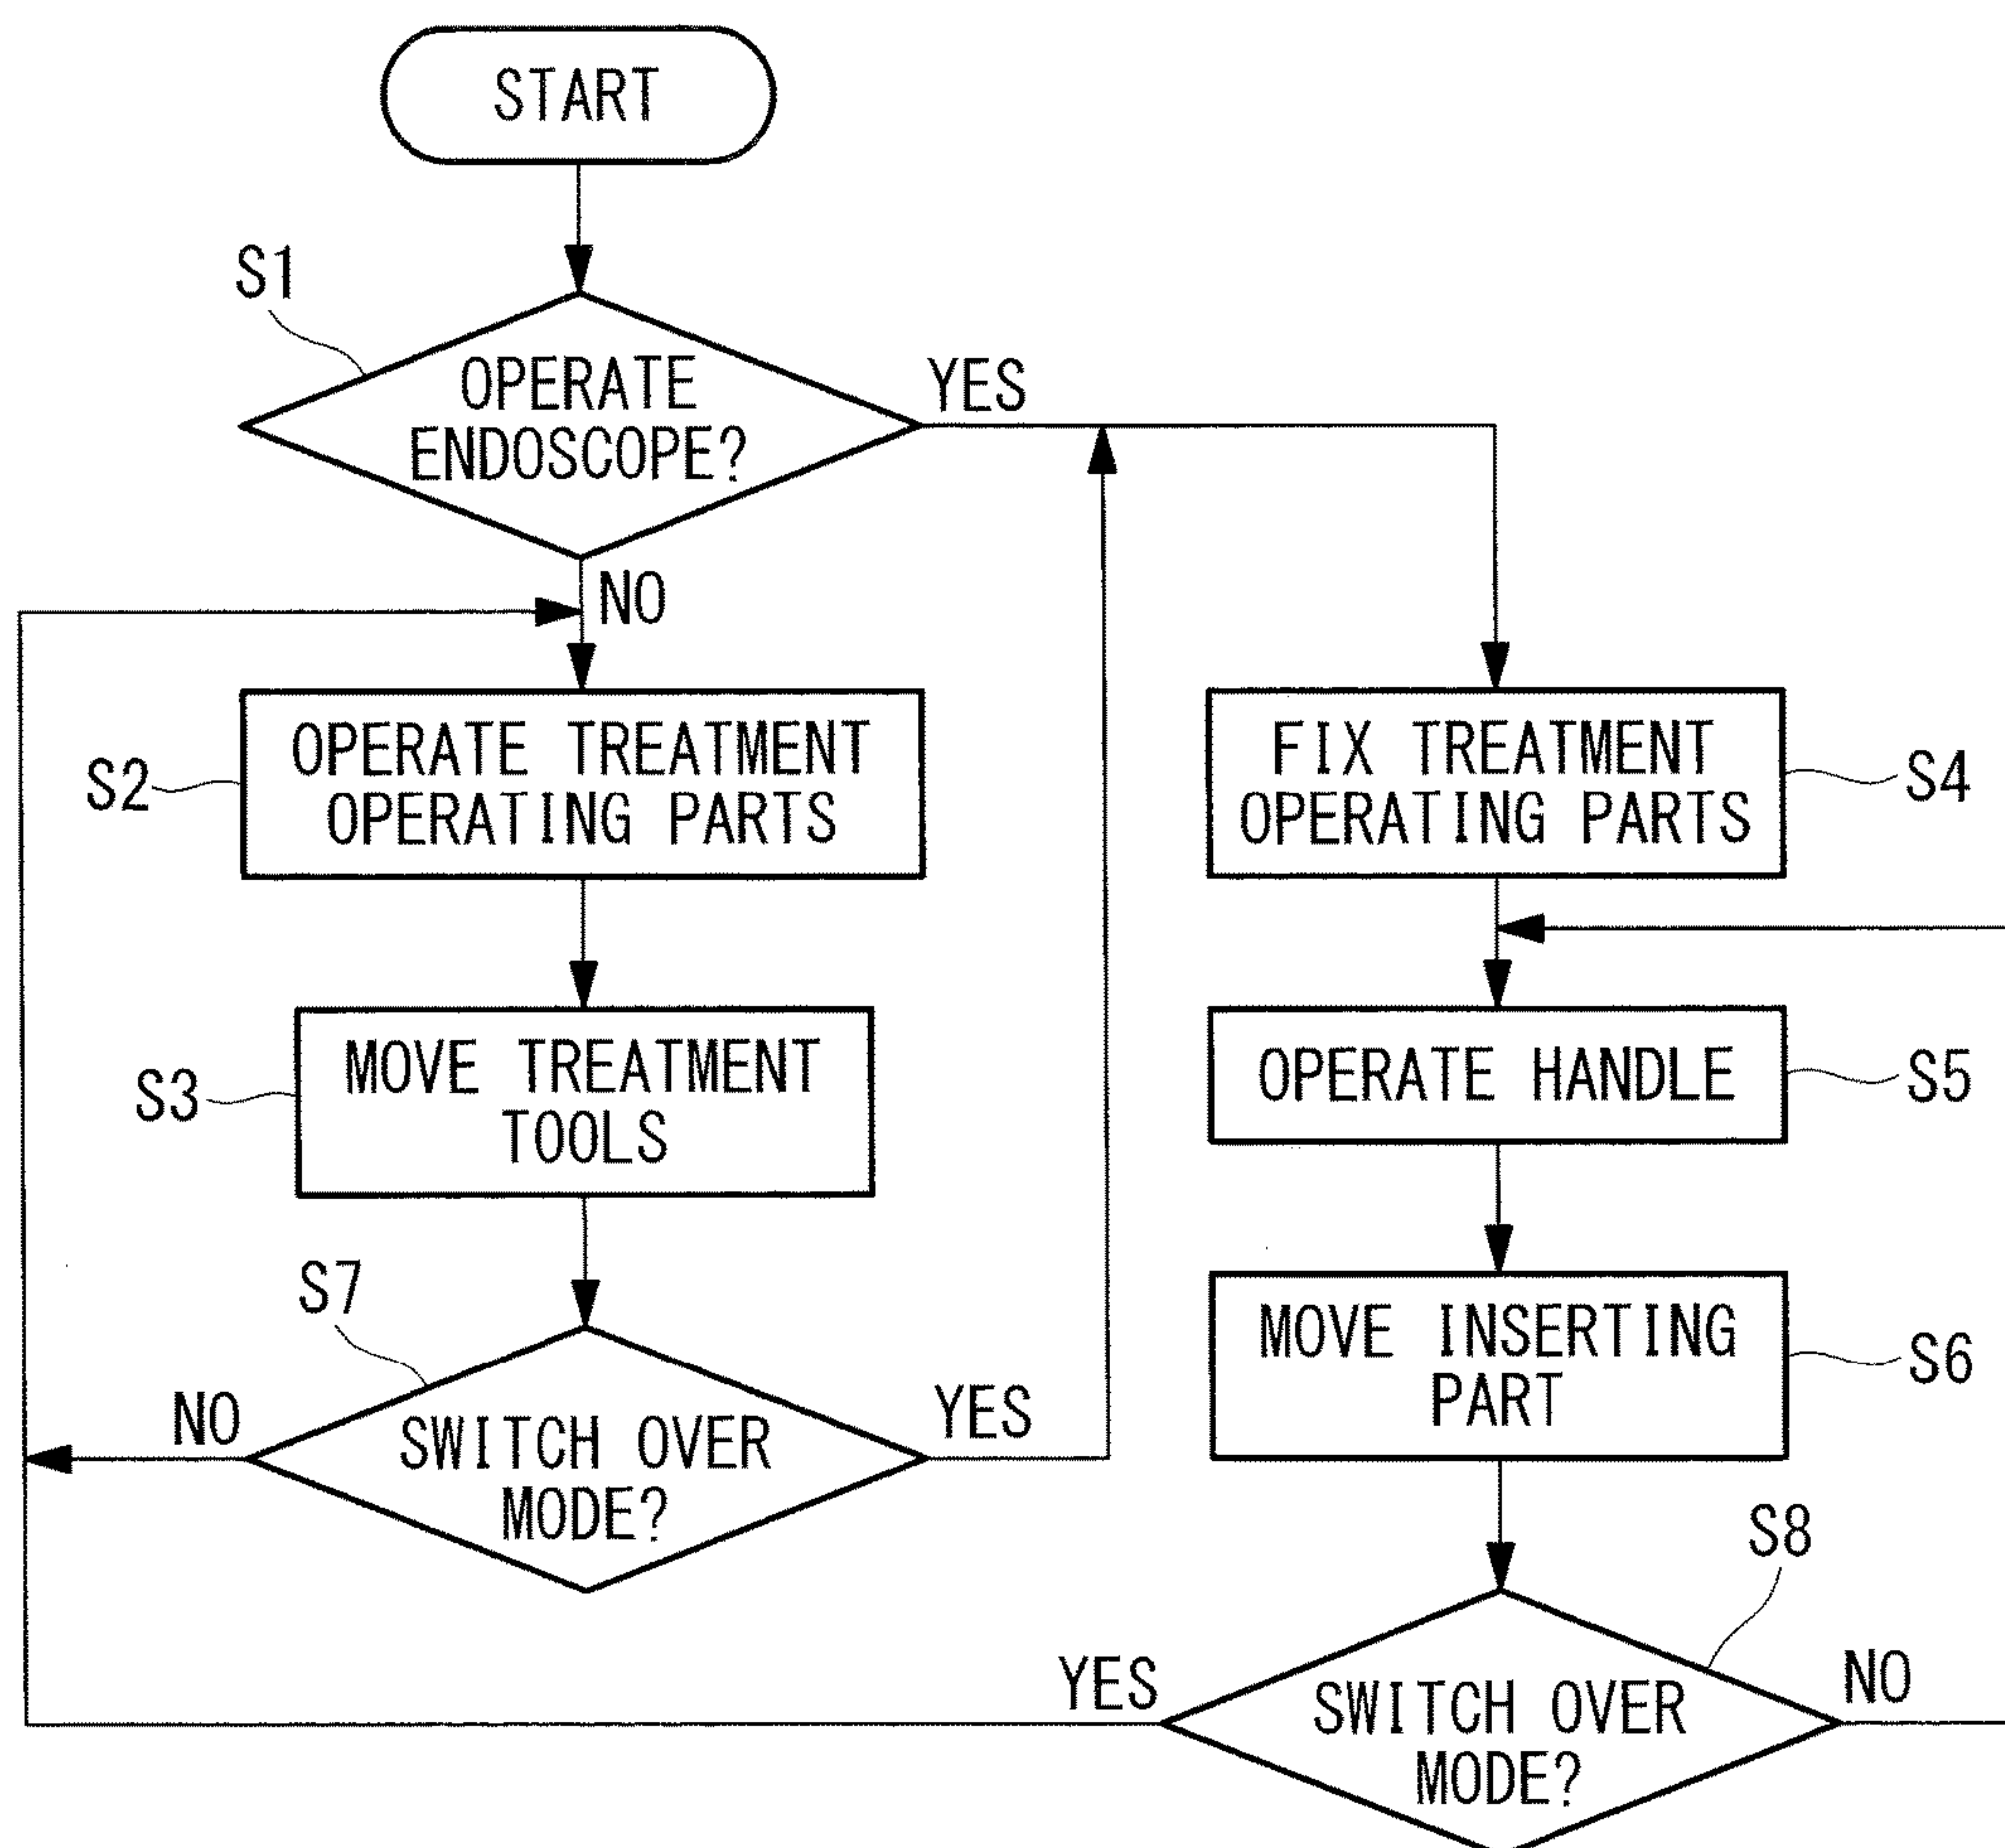 START
S1
OPERATE
ENDOSCOPE?
YES
NO
S2
OPERATE TREATMENT
OPERATING PARTS
FIX TREATMENT
OPERATING PARTS
S4
S3
MOVE TREATMENT
TOOLS
OPERATE HANDLE
S5
S7
NO
SWITCH OVER
MODE?
YES
MOVE INSERTING
PART
S6
S8
YES
SWITCH OVER
MODE?
NO